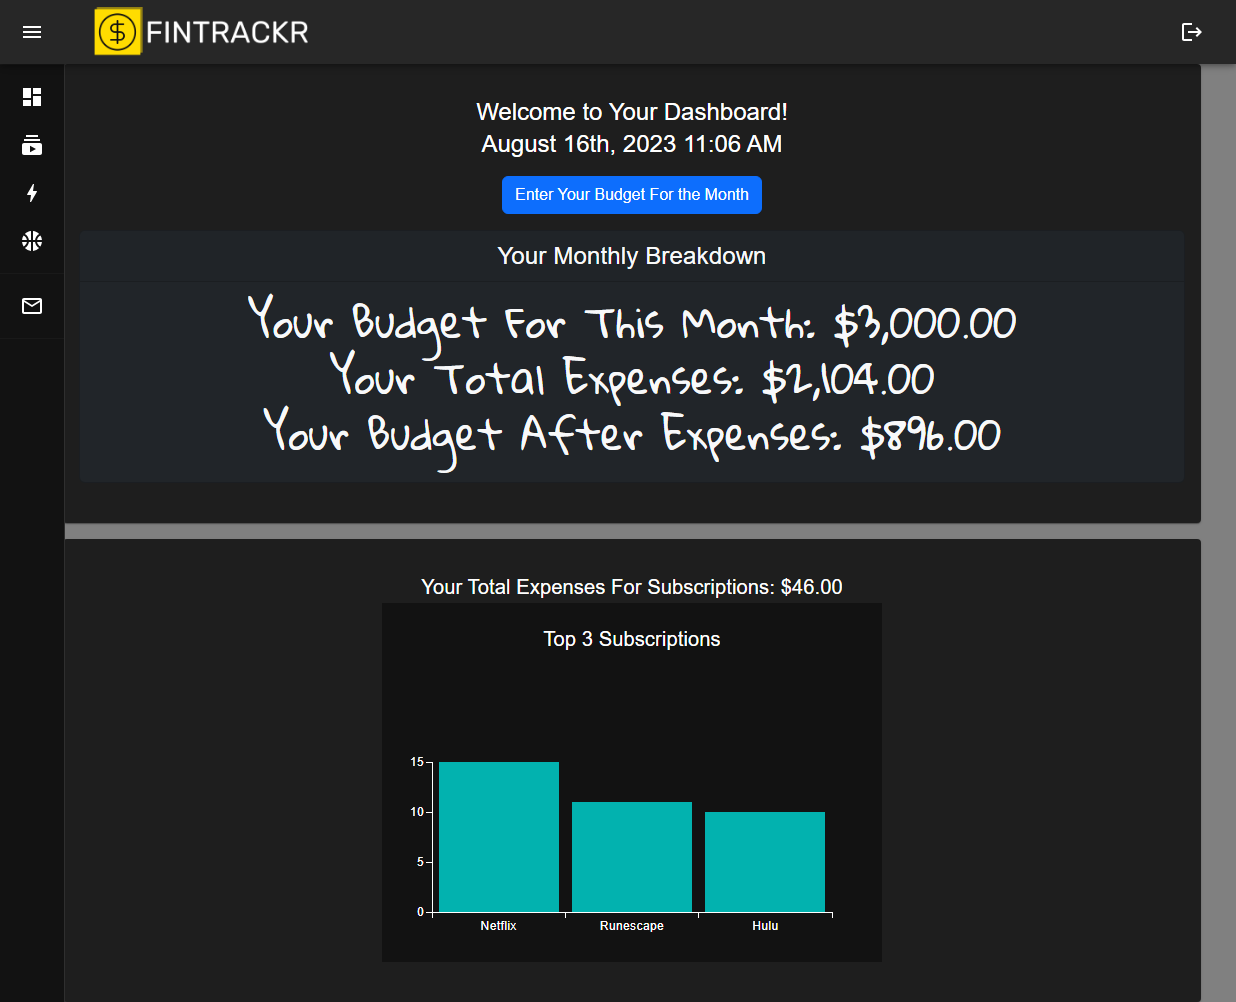 $ FINTRACKR
Welcome to Your Dashboard!
August 16th, 2023 11:06 AM
Enter Your Budget For the Month
Your Monthly Breakdown
Your Budget For This Month: $3,000.00
Your Total Expenses: $2,104.00
Your Budget After Expenses: $896.00
Your Total Expenses For Subscriptions: $46.00
Top 3 Subscriptions
15
10
5
0
Netflix Runescape Hulu